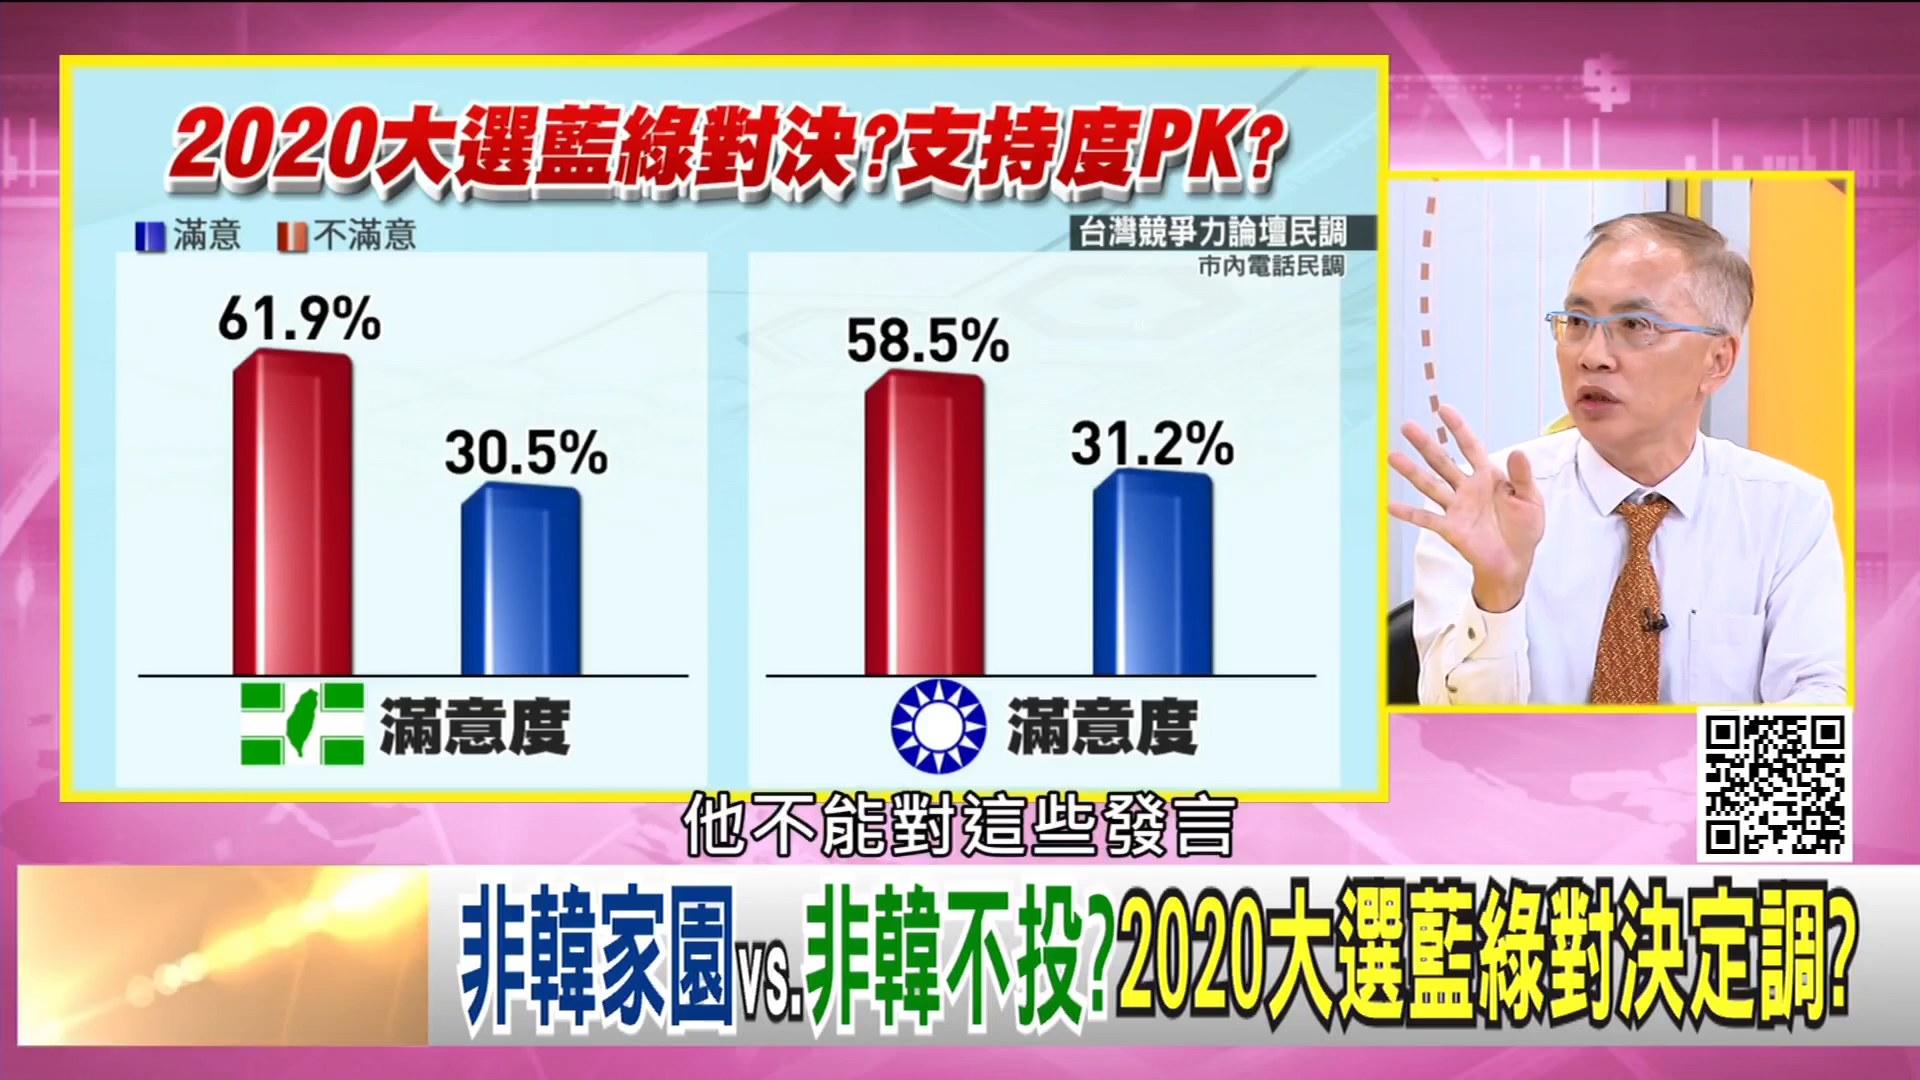 2020大選藍綠對決?支持度PK?
滿意 不滿意
台灣競爭力論壇民調
市內電話民調
61.9%
30.5%
58.5%
31.2%
滿意度
滿意度
他不能對這些發言
非韓家園vs.非韓不投?2020大選藍綠對決定調?